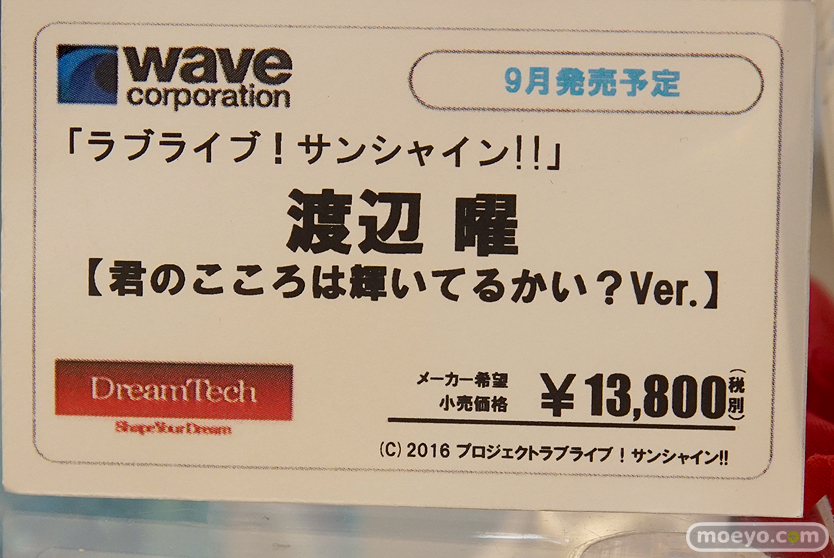 wave
corporation
9月発売予定
「ラブライブ！サンシャイン!!」
渡辺 曜
【君のこころは輝いてるかい？Ver.】
DreamTech
Shape Your Dream
メーカー希望
小売価格
￥13,800(税別)
(C) 2016 プロジェクトラブライブ！サンシャイン!!
moeyo.com